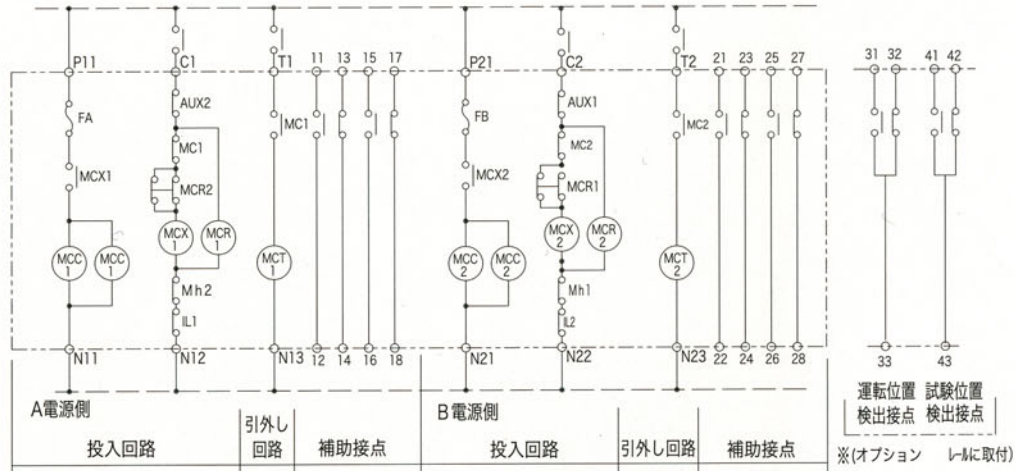 P11 C1 T1 11 13 15 17 P21 C2 T2 21 23 25 27 31 32 41 42
FA AUX2 MC1 FB AUX1 MC2
MC1 MC2
MCX1 MCR2 MCX2 MCR1
MCC 1 MCC 1 MCX 1 MCR 1 MCT 1 MCC 2 MCC 2 MCX 2 MCR 2 MCT 2
Mh2 Mh1
IL1 IL2
N11 N12 N13 12 14 16 18 N21 N22 N23 22 24 26 28 33 43
A電源側 B電源側
投入回路 引外し回路 補助接点 投入回路 引外し回路 補助接点
運転位置 試験位置
検出接点 検出接点
※(オプション レールに取付)